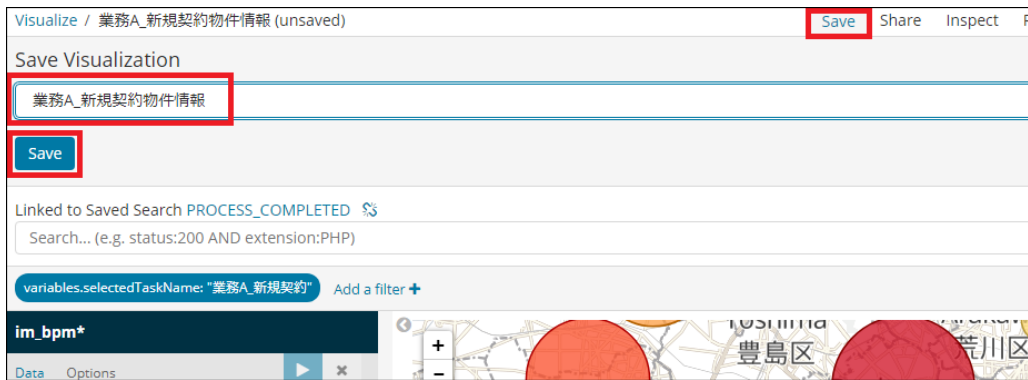 Visualize / 業務A_新規契約物件情報 (unsaved) Save Share Inspect
Save Visualization
業務A_新規契約物件情報
Save
Linked to Saved Search PROCESS_COMPLETED
Search... (e.g. status:200 AND extension:PHP)
variables.selectedTaskName: "業務A_新規契約" Add a filter +
im_bpm*
Data Options
+
−
Toshima
豊島区
荒川区